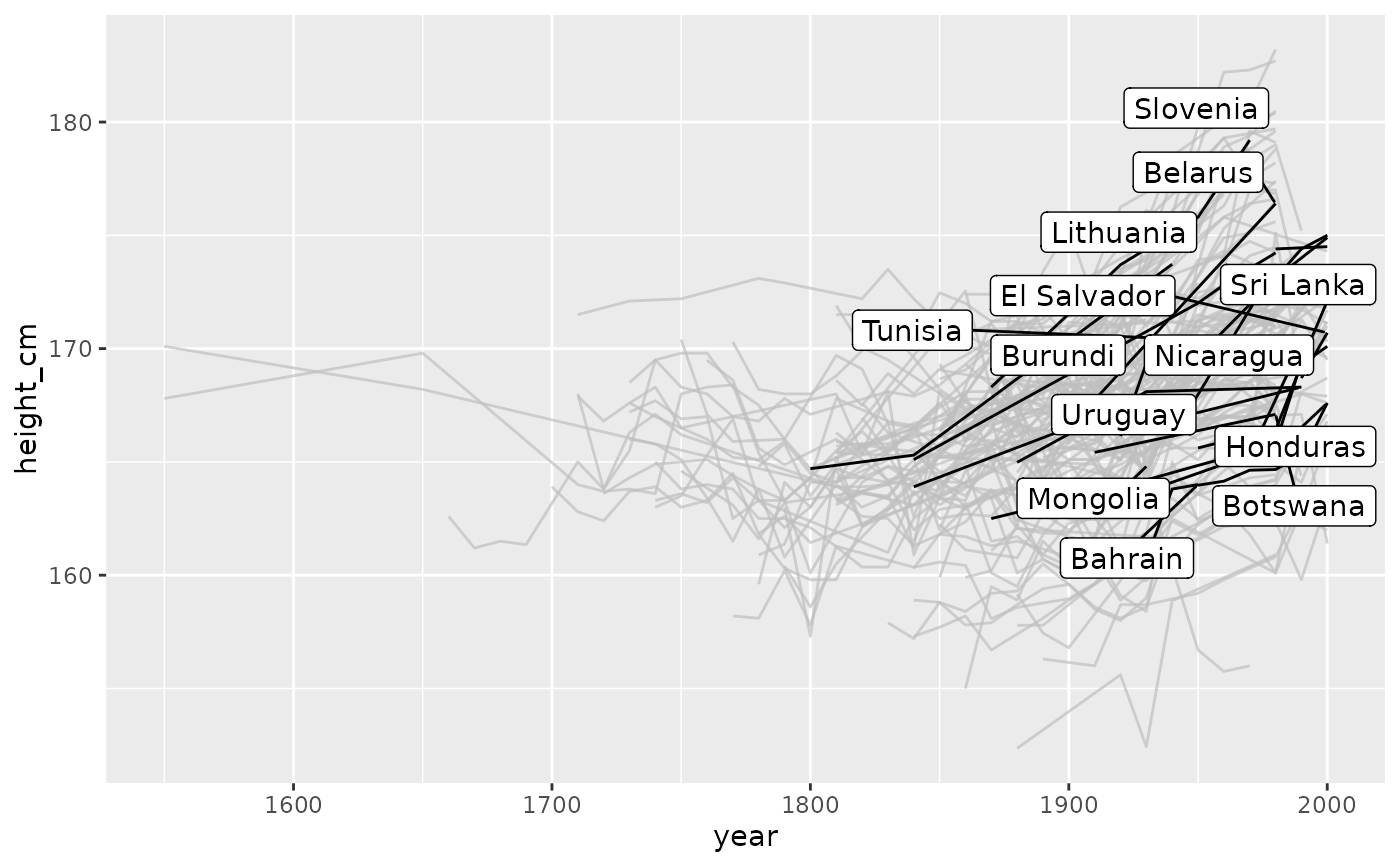 height_cm
180
170
160
Slovenia
Belarus
Lithuania
El Salvador
Sri Lanka
Tunisia
Burundi
Nicaragua
Uruguay
Honduras
Mongolia
Botswana
Bahrain
1600
1700
1800
1900
2000
year